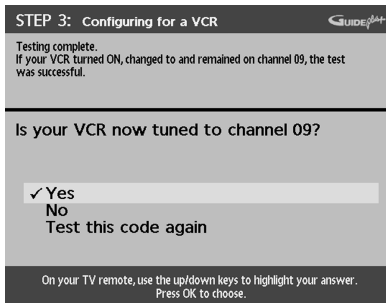 STEP 3: Configuring for a VCR GUIDE Plus+
Testing complete.
If your VCR turned ON, changed to and remained on channel 09, the test
was successful.
Is your VCR now tuned to channel 09?
✓ Yes
No
Test this code again
On your TV remote, use the up/down keys to highlight your answer.
Press OK to choose.